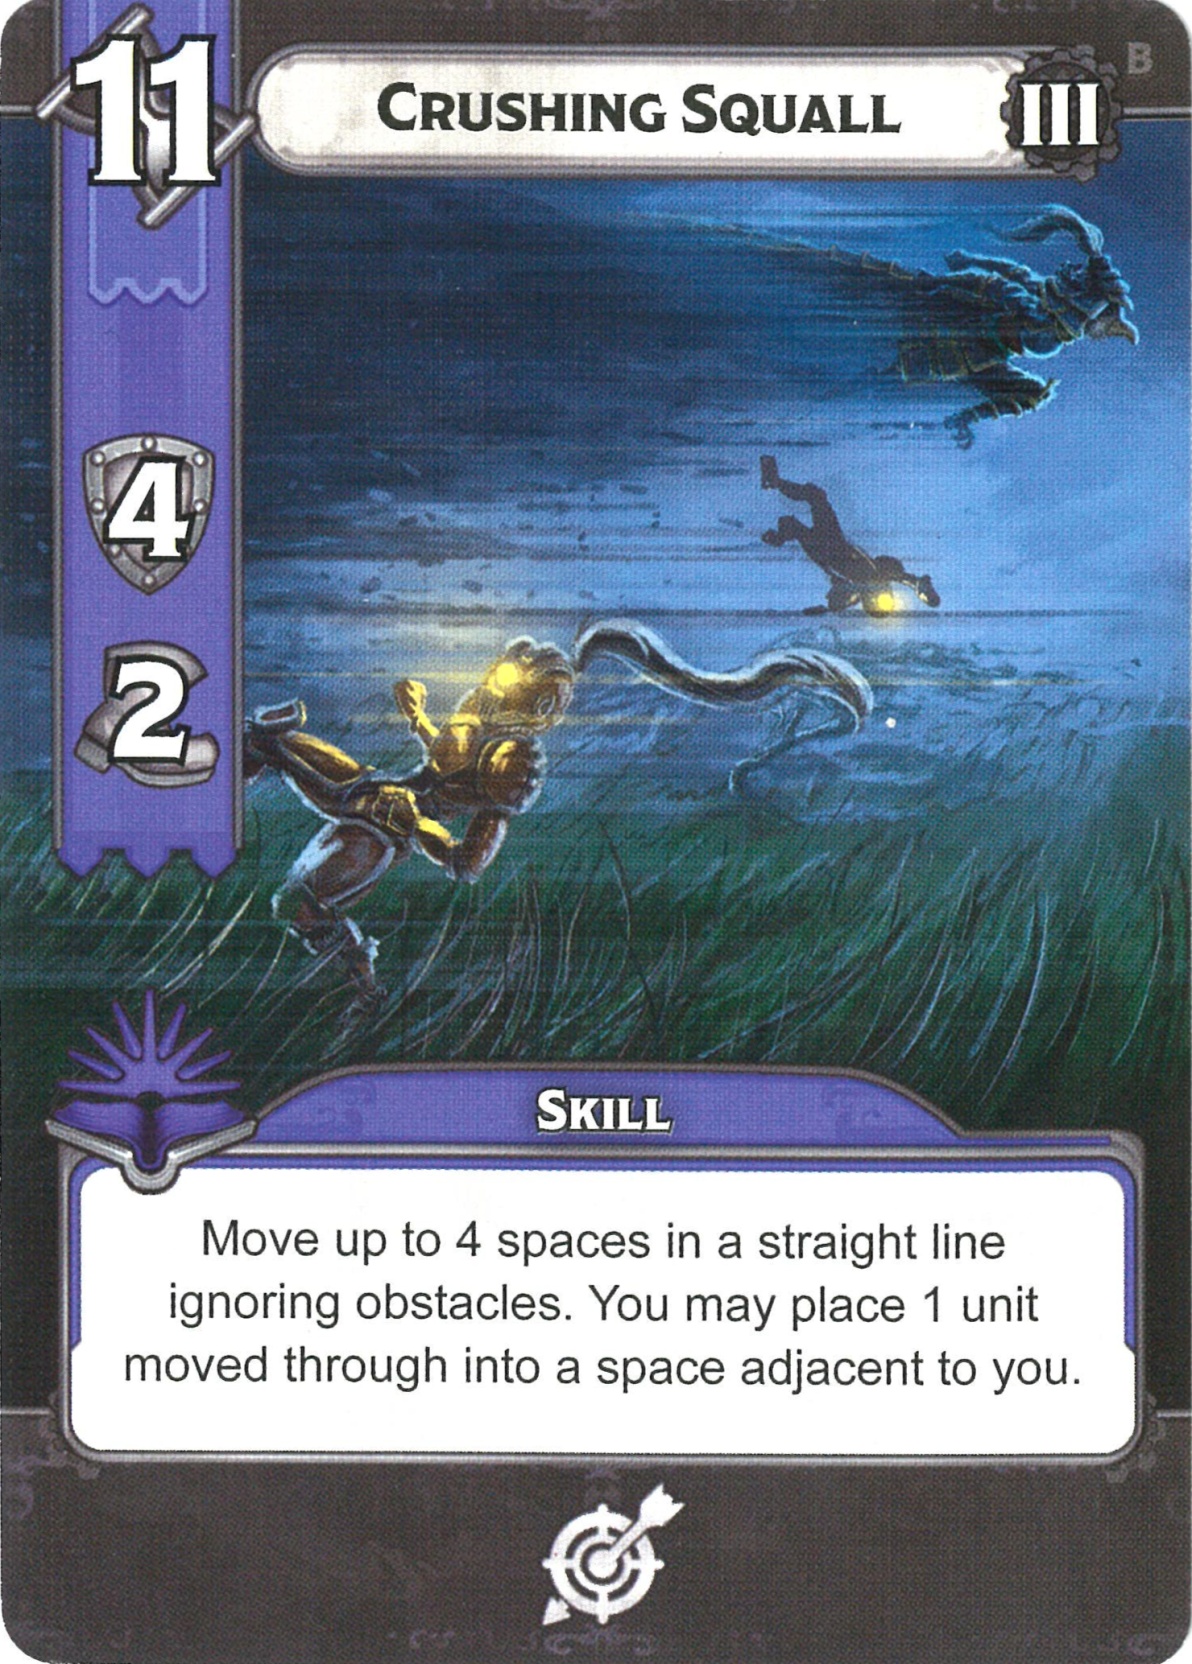 11
CRUSHING SQUALL
III
B
4
2
SKILL
Move up to 4 spaces in a straight line
ignoring obstacles. You may place 1 unit
moved through into a space adjacent to you.